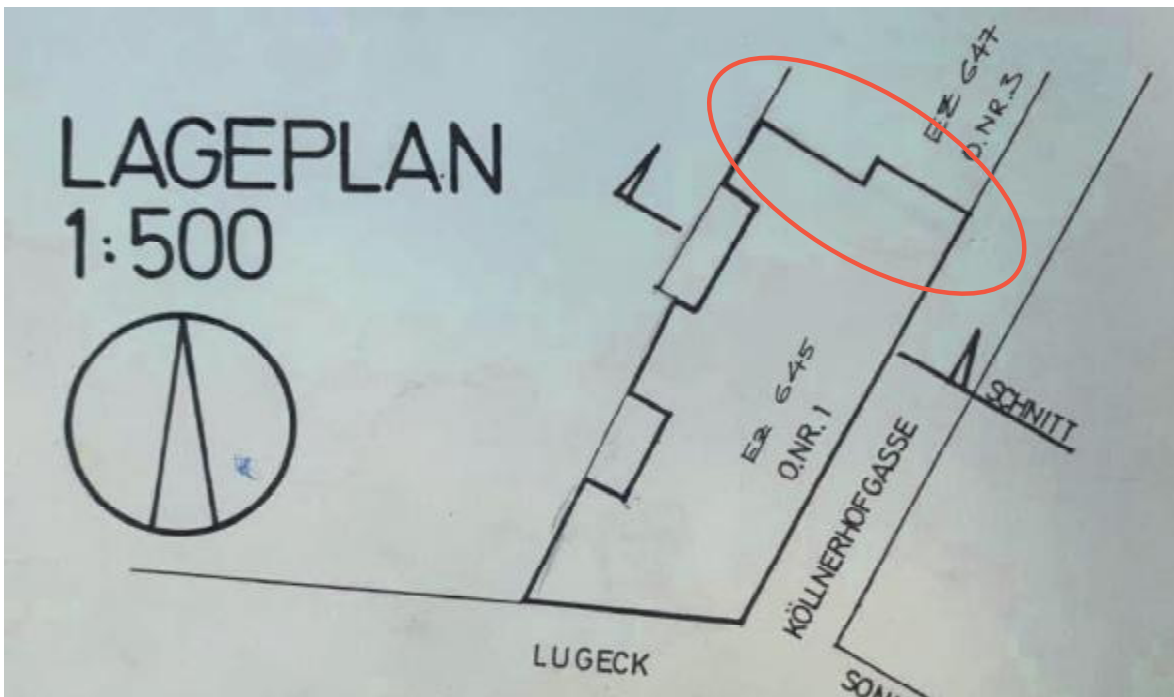 LAGEPLAN
1:500
EZ 647
O.NR.3
EZ 645
O.NR.1
SCHNITT
KÖLLNERHOFGASSE
LUGECK